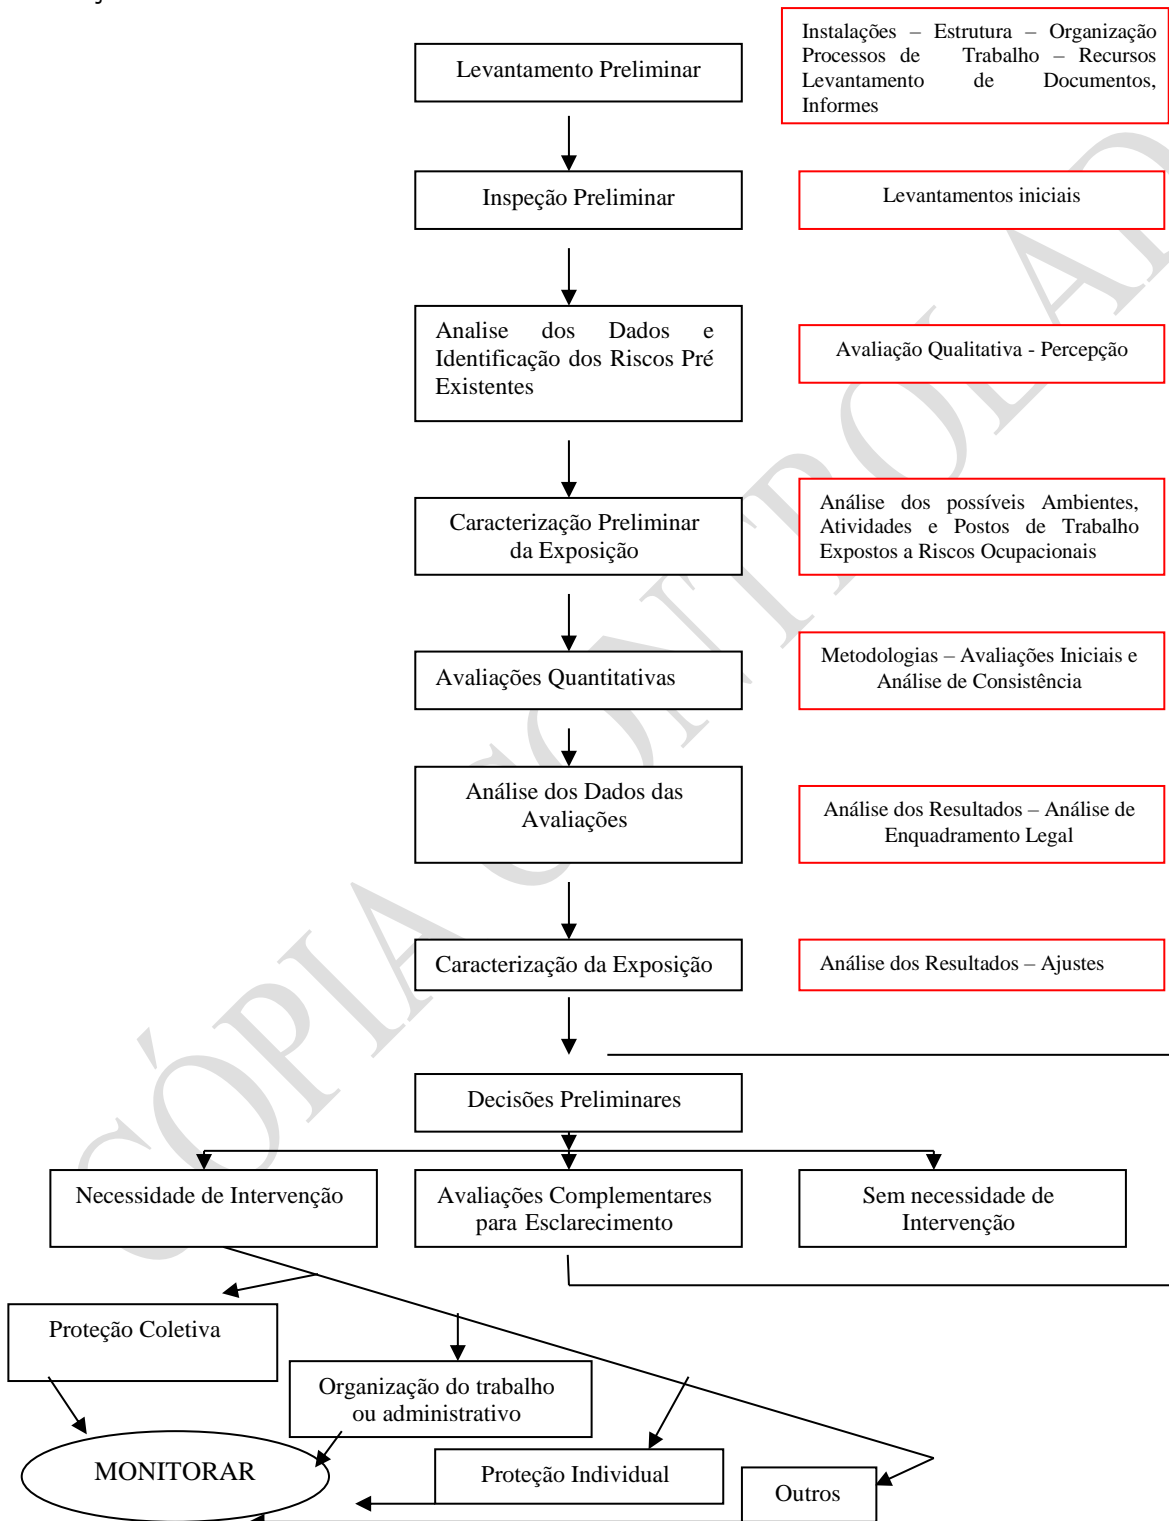 Levantamento Preliminar
Instalações – Estrutura – Organização
Processos de Trabalho – Recursos
Levantamento de Documentos,
Informes
Inspeção Preliminar
Levantamentos iniciais
Analise dos Dados e
Identificação dos Riscos Pré
Existentes
Avaliação Qualitativa - Percepção
Caracterização Preliminar
da Exposição
Análise dos possíveis Ambientes,
Atividades e Postos de Trabalho
Expostos a Riscos Ocupacionais
Avaliações Quantitativas
Metodologias – Avaliações Iniciais e
Análise de Consistência
Análise dos Dados das
Avaliações
Análise dos Resultados – Análise de
Enquadramento Legal
Caracterização da Exposição
Análise dos Resultados – Ajustes
Decisões Preliminares
Necessidade de Intervenção
Avaliações Complementares
para Esclarecimento
Sem necessidade de
Intervenção
Proteção Coletiva
Organização do trabalho
ou administrativo
MONITORAR
Proteção Individual
Outros
CÓPIA CONTROLAD